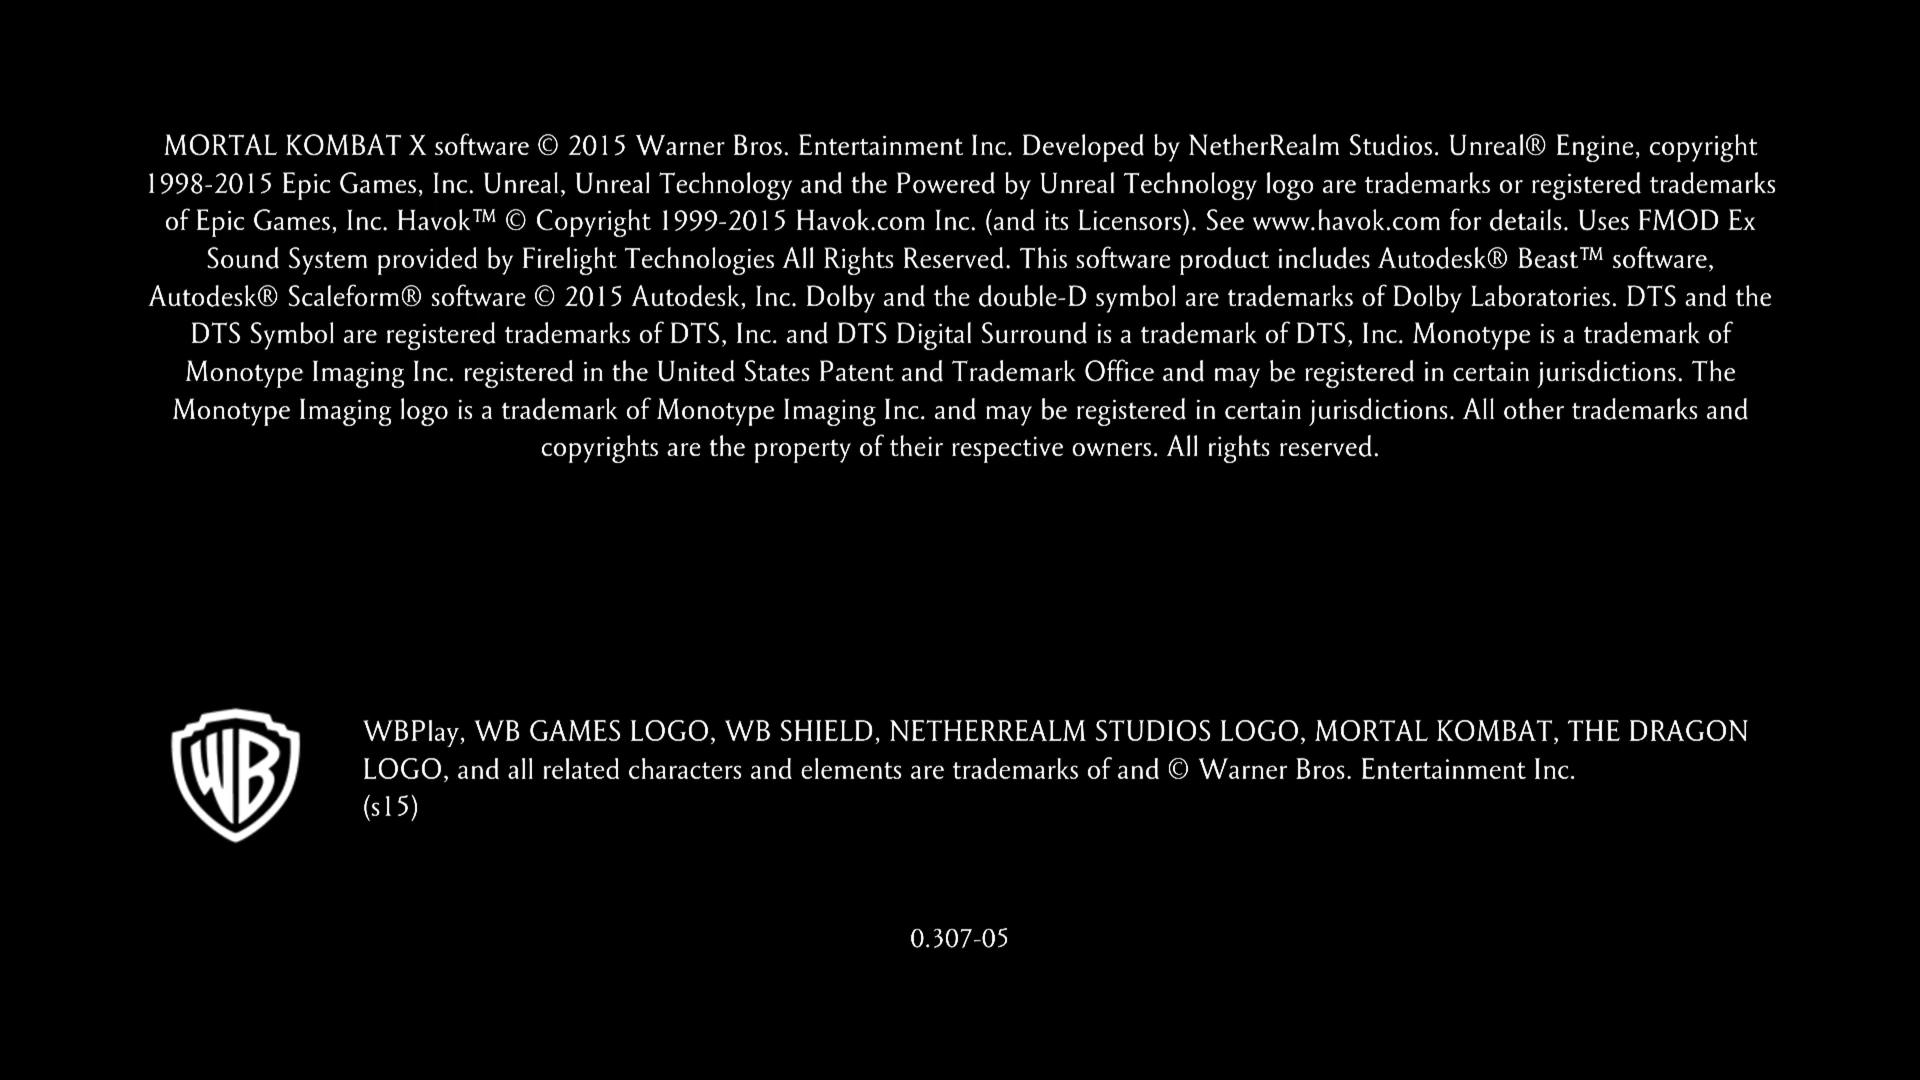 MORTAL KOMBAT X software © 2015 Warner Bros. Entertainment Inc. Developed by NetherRealm Studios. Unreal® Engine, copyright
1998-2015 Epic Games, Inc. Unreal, Unreal Technology and the Powered by Unreal Technology logo are trademarks or registered trademarks
of Epic Games, Inc. Havok™ © Copyright 1999-2015 Havok.com Inc. (and its Licensors). See www.havok.com for details. Uses FMOD Ex
Sound System provided by Firelight Technologies All Rights Reserved. This software product includes Autodesk® Beast™ software,
Autodesk® Scaleform® software © 2015 Autodesk, Inc. Dolby and the double-D symbol are trademarks of Dolby Laboratories. DTS and the
DTS Symbol are registered trademarks of DTS, Inc. and DTS Digital Surround is a trademark of DTS, Inc. Monotype is a trademark of
Monotype Imaging Inc. registered in the United States Patent and Trademark Office and may be registered in certain jurisdictions. The
Monotype Imaging logo is a trademark of Monotype Imaging Inc. and may be registered in certain jurisdictions. All other trademarks and
copyrights are the property of their respective owners. All rights reserved.
WB
WBPlay, WB GAMES LOGO, WB SHIELD, NETHERREALM STUDIOS LOGO, MORTAL KOMBAT, THE DRAGON
LOGO, and all related characters and elements are trademarks of and © Warner Bros. Entertainment Inc.
(s15)
0.307-05